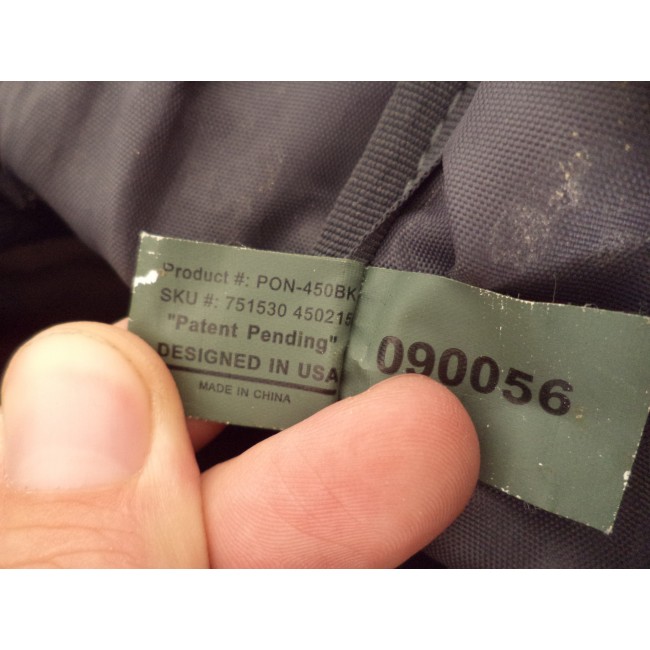 Product #: PON-450BK
SKU #: 751530 450215
"Patent Pending"
DESIGNED IN USA
MADE IN CHINA
090056